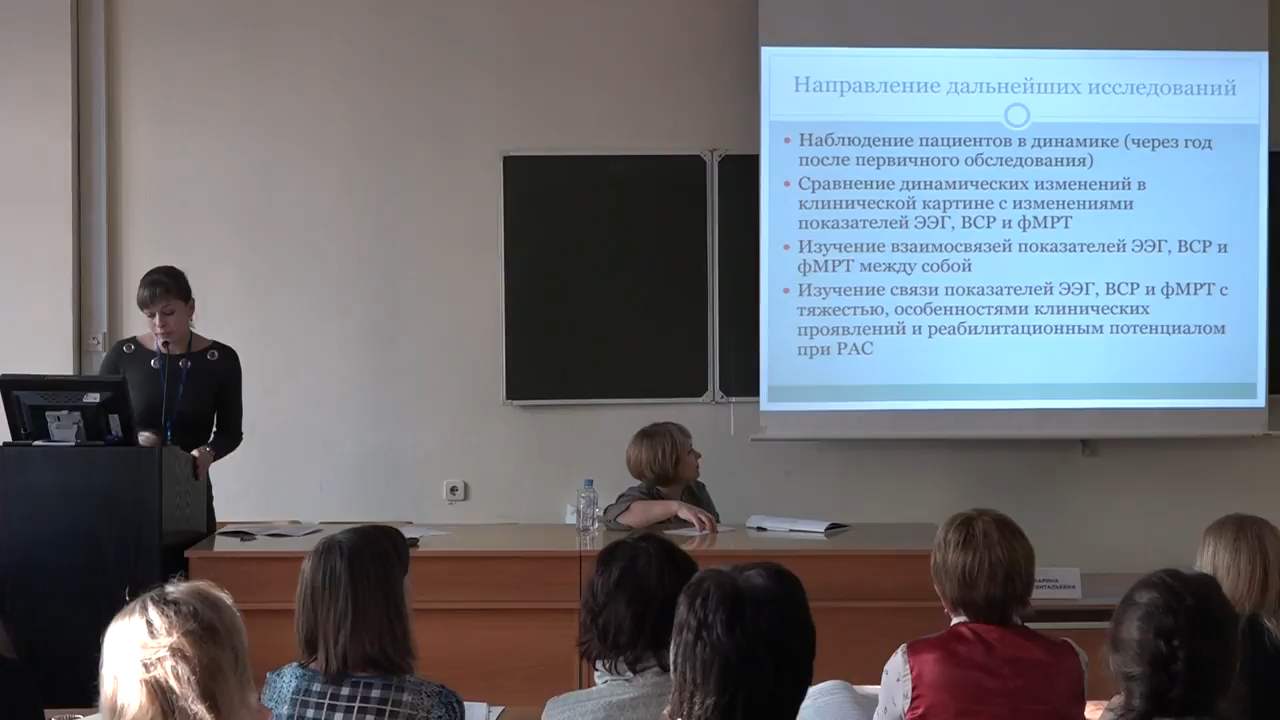 Направление дальнейших исследований
• Наблюдение пациентов в динамике (через год
после первичного обследования)
• Сравнение динамических изменений в
клинической картине с изменениями
показателей ЭЭГ, ВСР и фМРТ
• Изучение взаимосвязей показателей ЭЭГ, ВСР и
фМРТ между собой
• Изучение связи показателей ЭЭГ, ВСР и фМРТ с
тяжестью, особенностями клинических
проявлений и реабилитационным потенциалом
при РАС